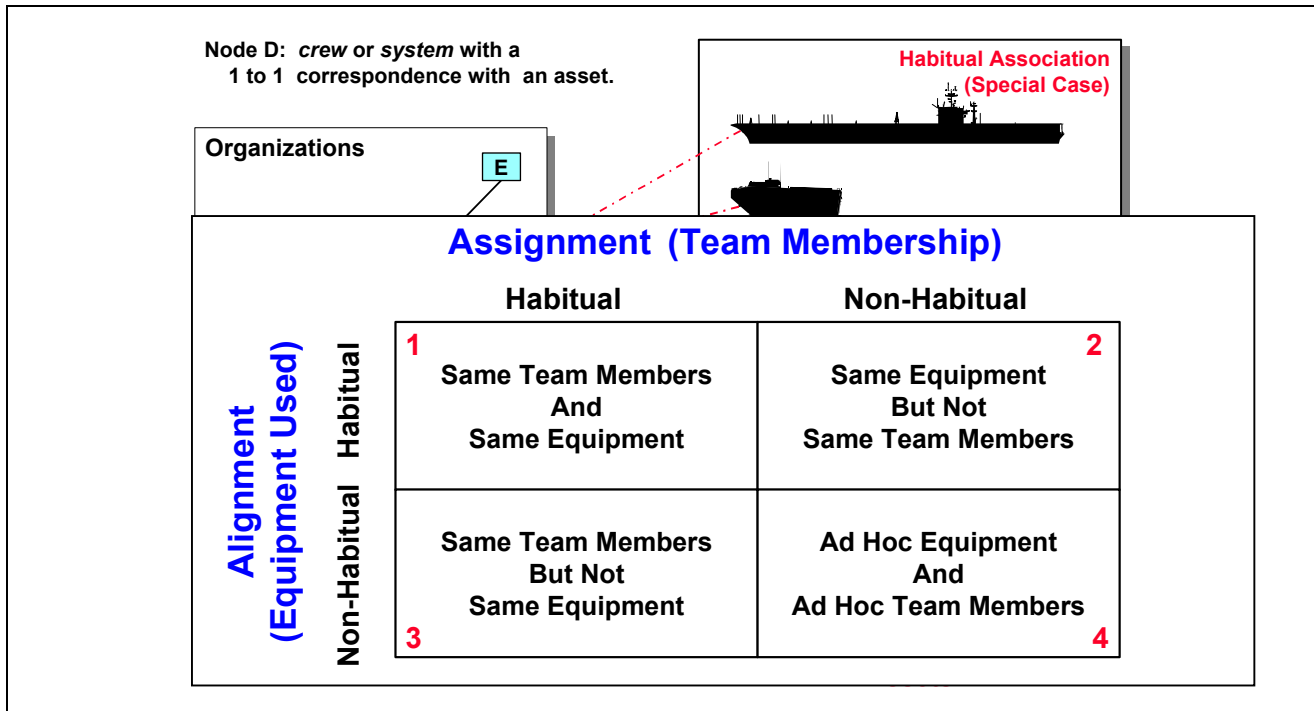 Node D: crew or system with a
1 to 1 correspondence with an asset.
Habitual Association
(Special Case)
Organizations
E
Assignment (Team Membership)
Habitual
Non-Habitual
Alignment
(Equipment Used)
Habitual
Non-Habitual
1
Same Team Members
And
Same Equipment
2
Same Equipment
But Not
Same Team Members
Same Team Members
But Not
Same Equipment
3
Ad Hoc Equipment
And
Ad Hoc Team Members
4